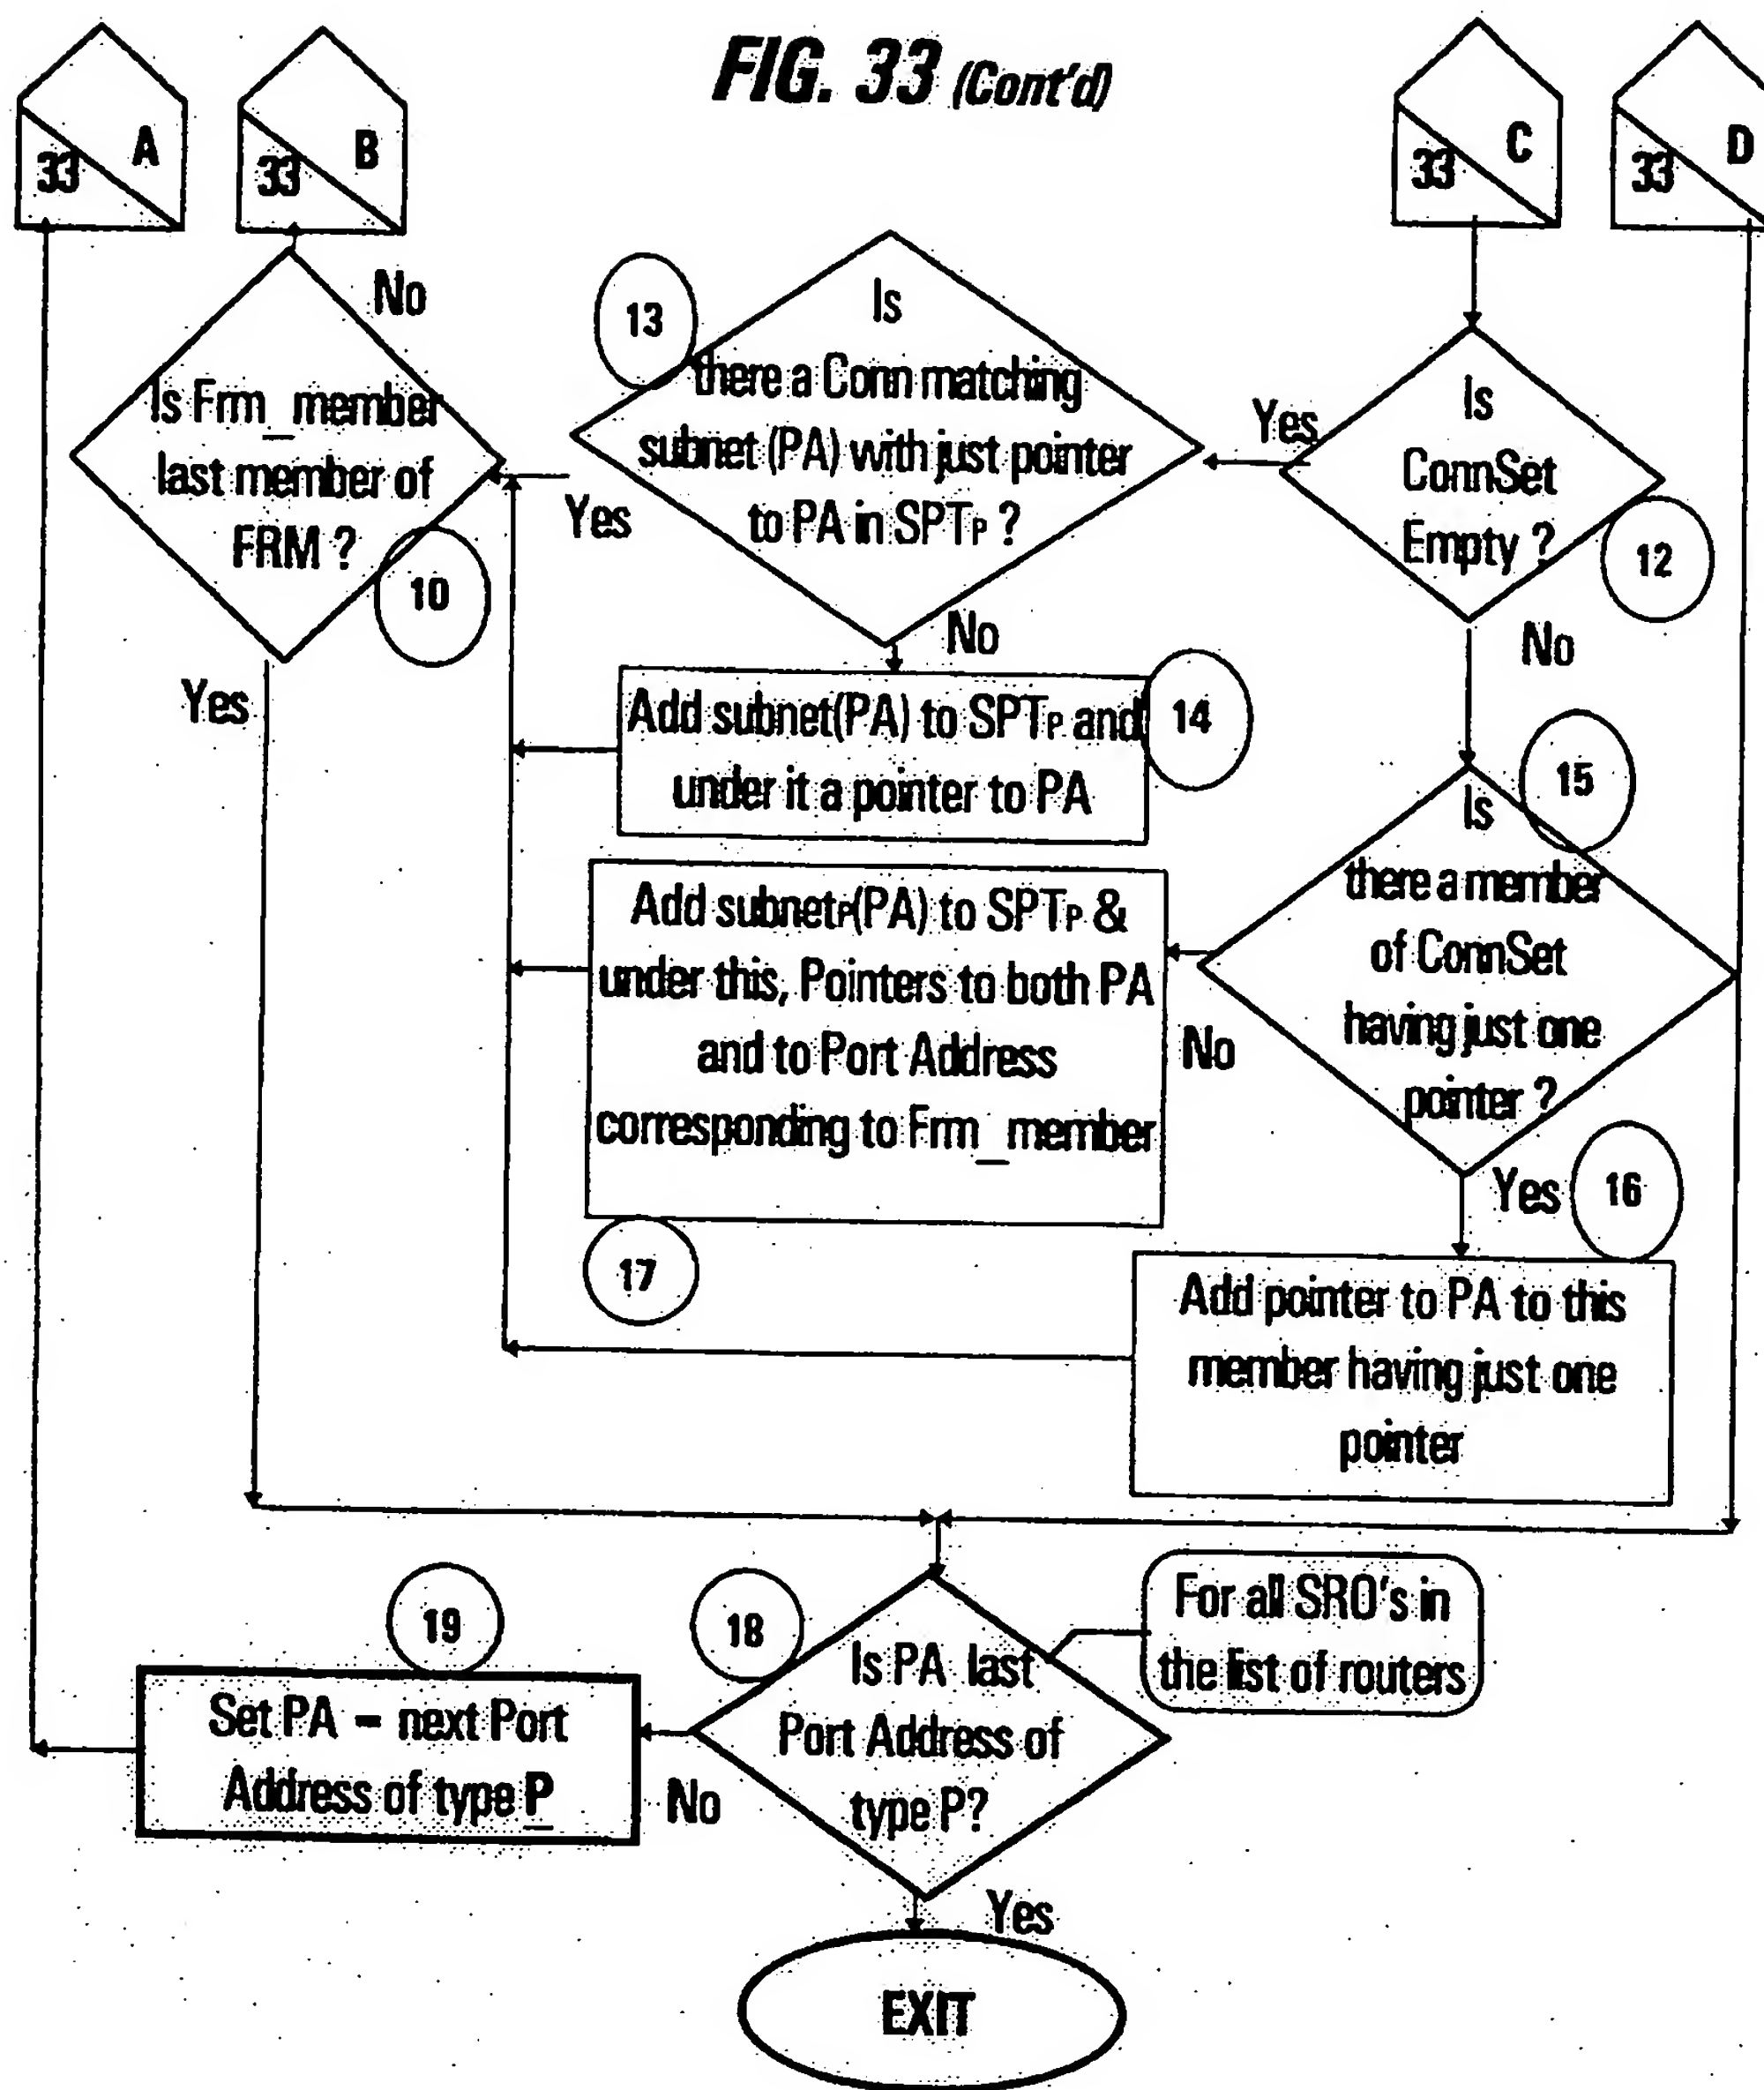 FIG. 33 (Cont'd)
33 A
33 B
33 C
33 D
No
Is Frm_member
last member of
FRM ?
10
Yes
13
Is
there a Conn matching
subnet (PA) with just pointer
to PA in SPTP ?
Yes
No
Yes
Is
ConnSet
Empty ?
12
No
Add subnet(PA) to SPTP and
under it a pointer to PA
14
15
Is
there a member
of ConnSet
having just one
pointer ?
No
Yes
16
Add subnetP(PA) to SPTP &
under this, Pointers to both PA
and to Port Address
corresponding to Frm_member
17
Add pointer to PA to this
member having just one
pointer
19
Set PA = next Port
Address of type P
No
18
Is PA last
Port Address of
type P?
For all SRO's in
the list of routers
Yes
EXIT